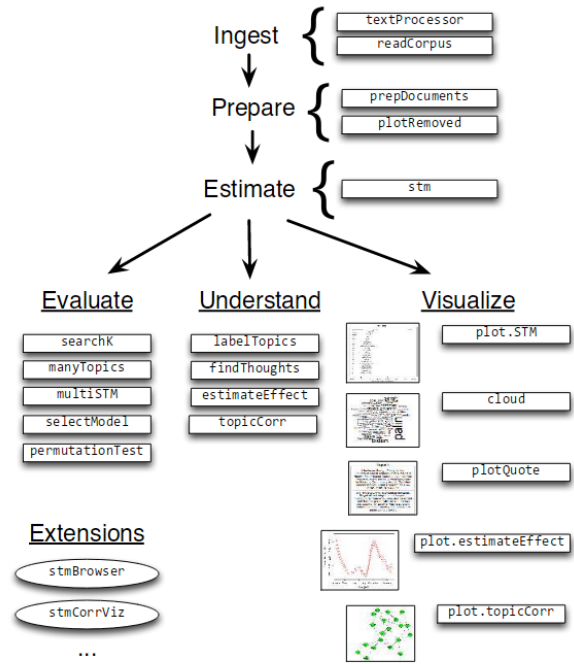 Ingest
textProcessor
readCorpus
Prepare
prepDocuments
plotRemoved
Estimate
stm
Evaluate
searchK
manyTopics
multiSTM
selectModel
permutationTest
Understand
labelTopics
findThoughts
estimateEffect
topicCorr
Visualize
plot.STM
cloud
palin
plotQuote
plot.estimateEffect
plot.topicCorr
Extensions
stmBrowser
stmCorrViz
...